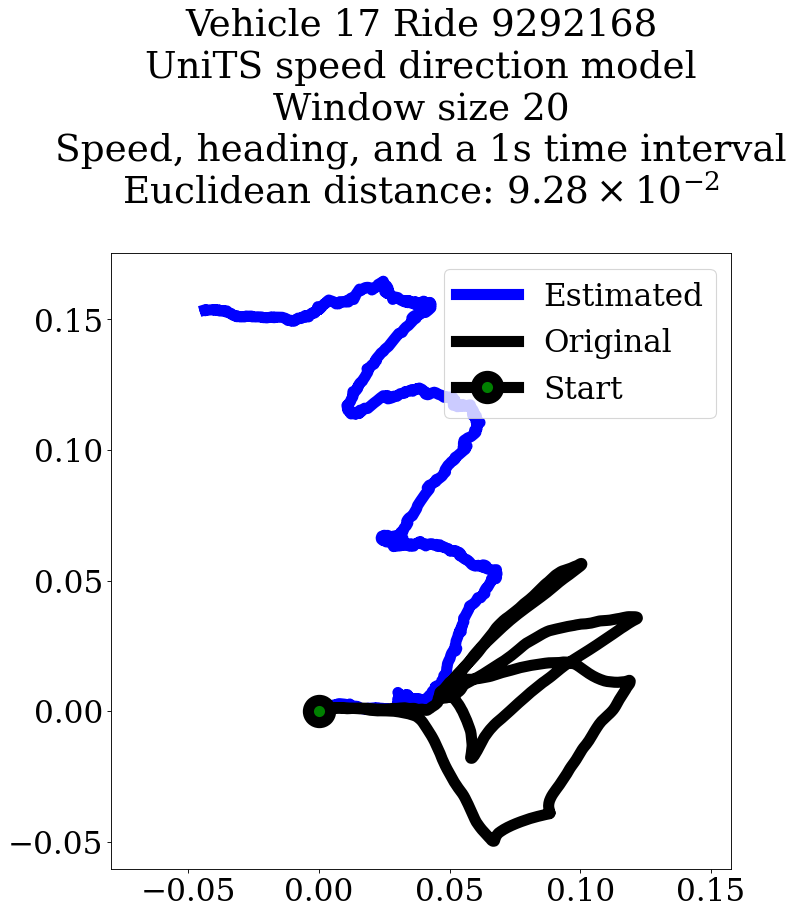 Vehicle 17 Ride 9292168
UniTS speed direction model
Window size 20
Speed, heading, and a 1s time interval
Euclidean distance: 9.28 × 10⁻²
Estimated
Original
Start
0.15
0.10
0.05
0.00
−0.05
−0.05 0.00 0.05 0.10 0.15